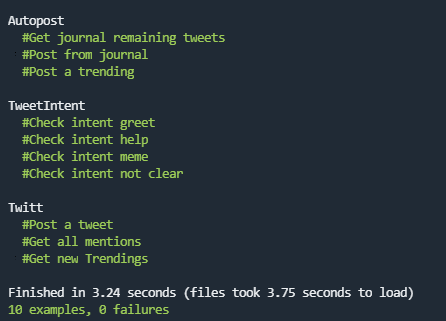 Autopost
#Get journal remaining tweets
#Post from journal
#Post a trending
TweetIntent
#Check intent greet
#Check intent help
#Check intent meme
#Check intent not clear
Twitt
#Post a tweet
#Get all mentions
#Get new Trendings
Finished in 3.24 seconds (files took 3.75 seconds to load)
10 examples, 0 failures